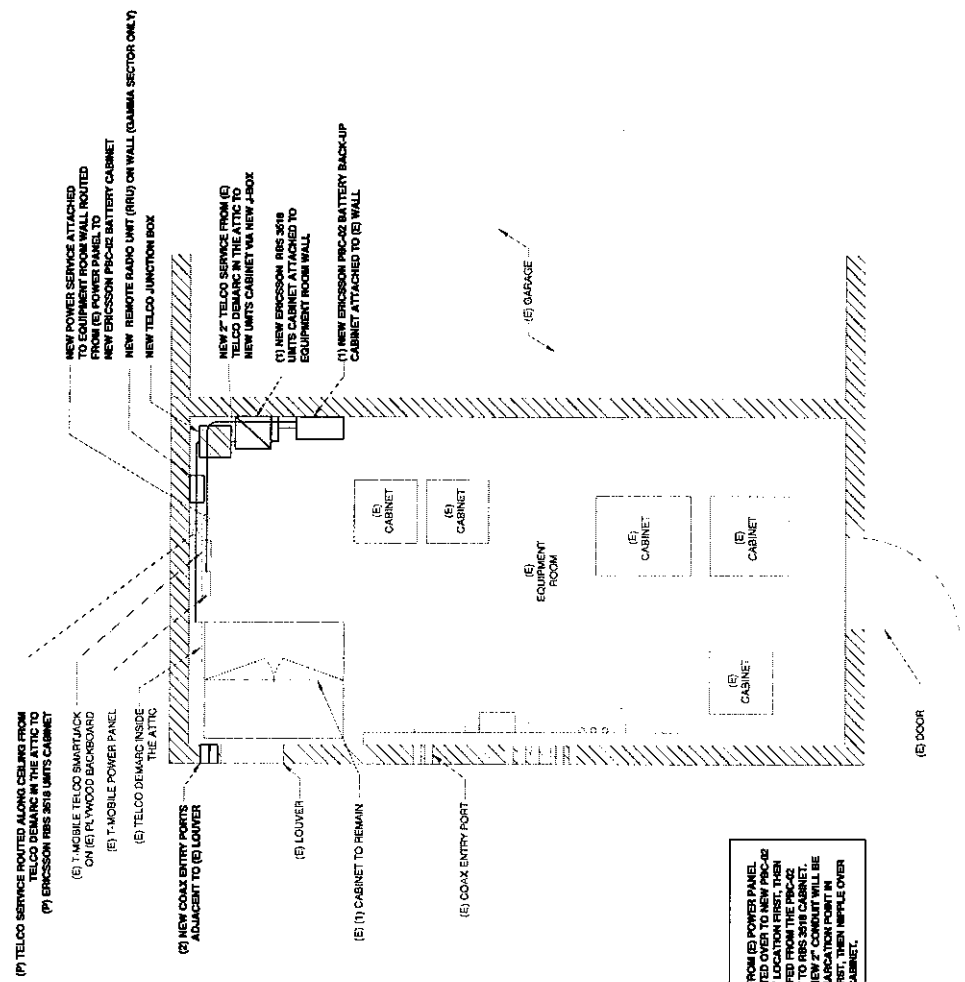 (P) TELCO SERVICE ROUTED ALONG CEILING FROM
TELCO DEMARC IN THE ATTIC TO
(P) ERICSSON RBS 3518 UMTS CABINET
(E) T-MOBILE TELCO SMARTJACK
ON (E) PLYWOOD BACKBOARD
(E) T-MOBILE POWER PANEL
(E) TELCO DEMARC INSIDE
THE ATTIC
(2) NEW COAX ENTRY PORTS
ADJACENT TO (E) LOUVER
(E) LOUVER
(E) (1) CABINET TO REMAIN
(E) COAX ENTRY PORT
NEW POWER SERVICE ATTACHED
TO EQUIPMENT ROOM WALL ROUTED
FROM (E) POWER PANEL TO
NEW ERICSSON PBC-02 BATTERY CABINET
NEW REMOTE RADIO UNIT (RRU) ON WALL (GAMMA SECTOR ONLY)
NEW TELCO JUNCTION BOX
NEW 2" TELCO SERVICE FROM (E)
TELCO DEMARC IN THE ATTIC TO
NEW UMTS CABINET VIA NEW J-BOX
(1) NEW ERICSSON RBS 3518
UMTS CABINET ATTACHED TO
EQUIPMENT ROOM WALL
(1) NEW ERICSSON PBC-02 BATTERY BACK-UP
CABINET ATTACHED TO (E) WALL
(E) GARAGE
(E)
CABINET
(E)
CABINET
(E)
EQUIPMENT
ROOM
(E)
CABINET
(E)
CABINET
(E)
CABINET
(E) DOOR
ROM (E) POWER PANEL
TED OVER TO NEW PBC-02
LOCATION FIRST, THEN
FED FROM THE PBC-02
TO RBS 3518 CABINET.
EW 2" CONDUIT WILL BE
ARCATION POINT IN
RST, THEN NIPPLE OVER
ABINET.